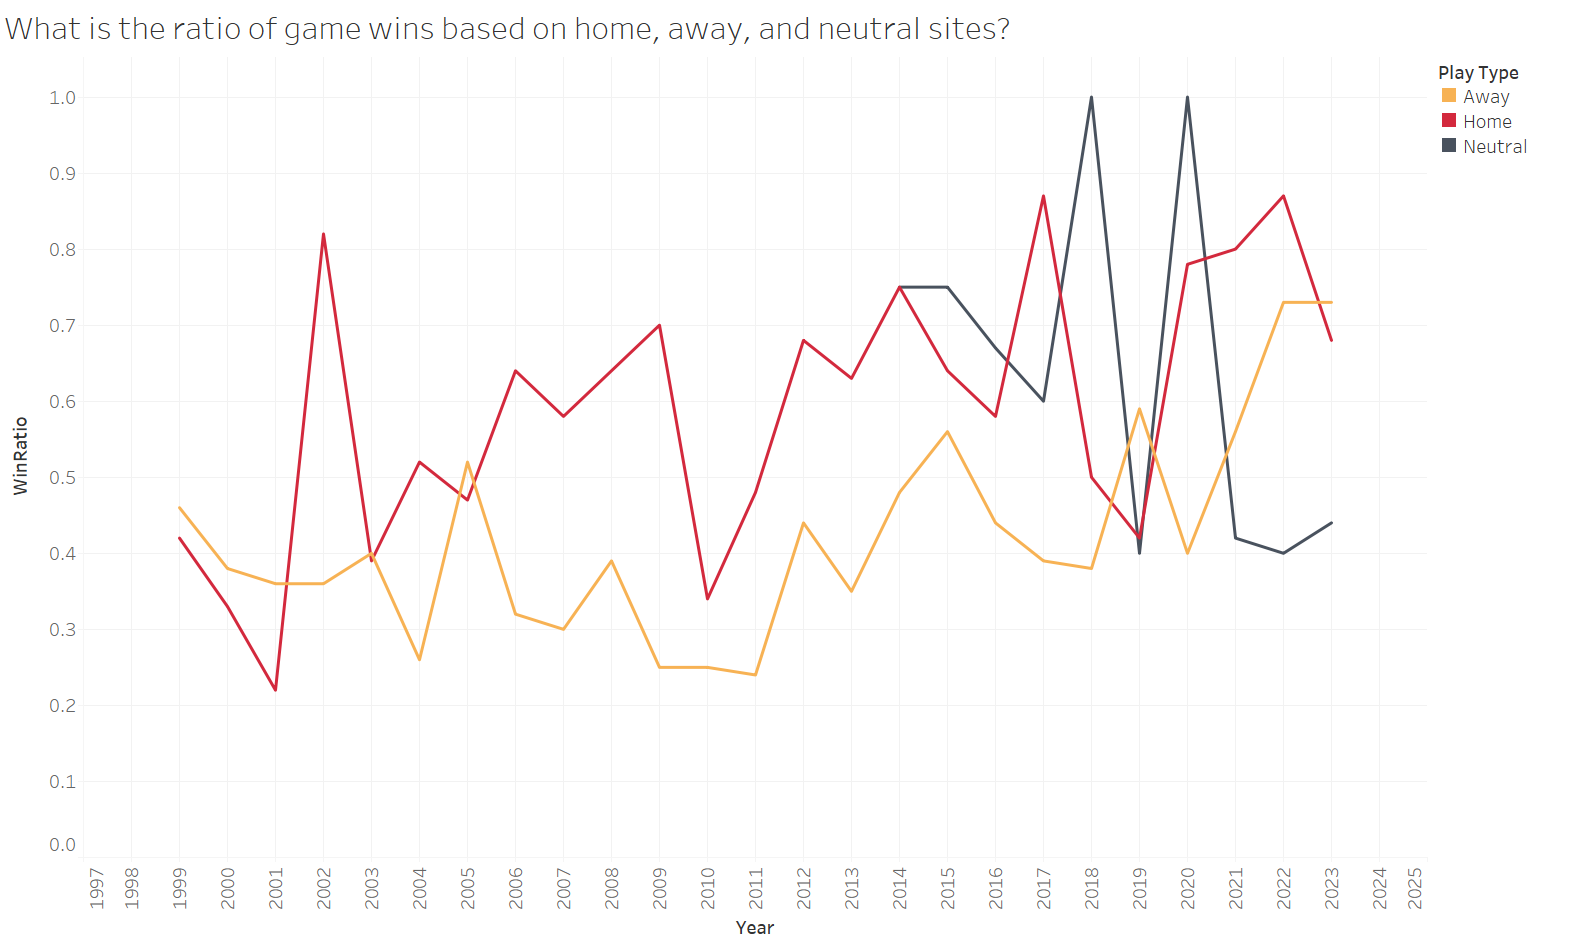 What is the ratio of game wins based on home, away, and neutral sites?
Play Type
Away
Home
Neutral
1.0
0.9
0.8
0.7
0.6
0.5
0.4
0.3
0.2
0.1
0.0
WinRatio
1997 1998 1999 2000 2001 2002 2003 2004 2005 2006 2007 2008 2009 2010 2011 2012 2013 2014 2015 2016 2017 2018 2019 2020 2021 2022 2023 2024 2025
Year